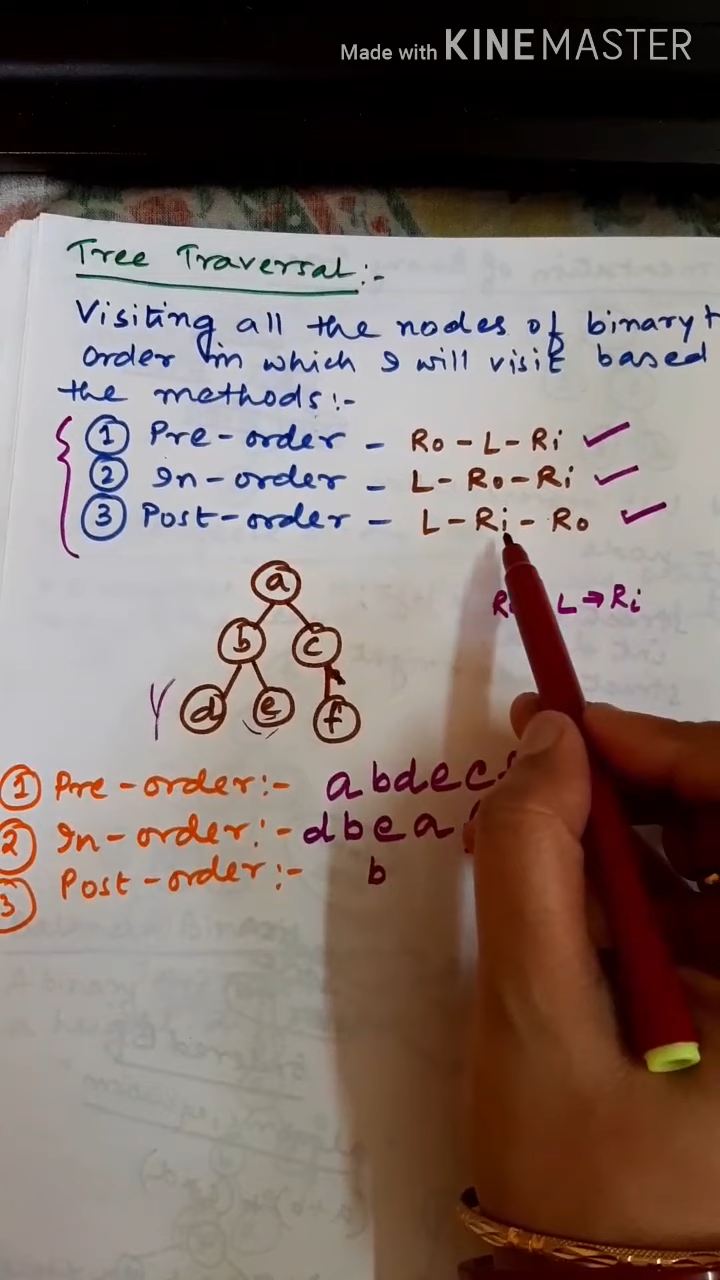 Made with KINEMASTER
Tree Traversal:-
Visiting all the nodes of binary
order in which I will visit based
the methods:-
① Pre-order - Ro-L-Ri ✓
② In-order - L-Ro-Ri ✓
③ Post-order - L-Ri-Ro ✓
L→Ri
a
b c
d e f
① Pre-order:- abdec
② In-order:- dbea
③ Post-order:- b